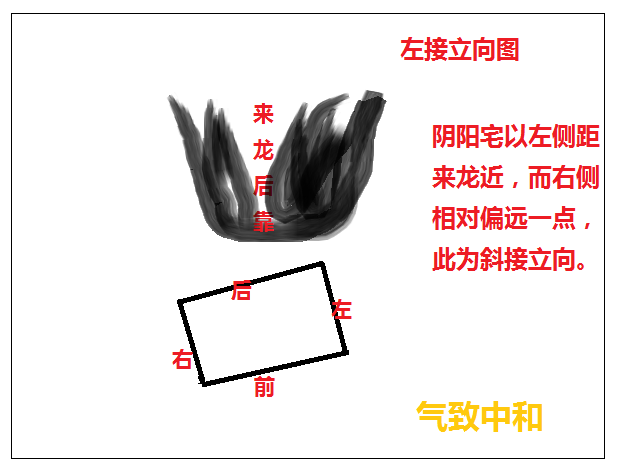 左接立向图
来
龙
后
靠
阴阳宅以左侧距
来龙近，而右侧
相对偏远一点，
此为斜接立向。
后
左
右
前
气致中和